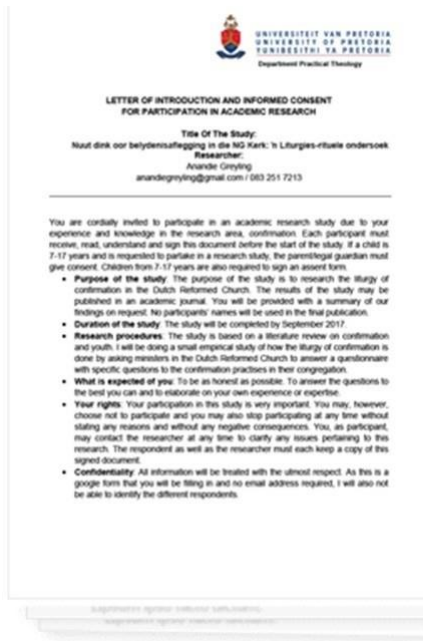 UNIVERSITEIT VAN PRETORIA
UNIVERSITY OF PRETORIA
YUNIBESITHI YA PRETORIA
Department Practical Theology
LETTER OF INTRODUCTION AND INFORMED CONSENT
FOR PARTICIPATION IN ACADEMIC RESEARCH
Title Of The Study:
Nuut dink oor belydenisaflegging in die NG Kerk: 'n Liturgies-rituele ondersoek
Researcher:
Anandie Greyling
anandiegreyling@gmail.com / 083 251 7213
You are cordially invited to participate in an academic research study due to your
experience and knowledge in the research area, confirmation. Each participant must
receive, read, understand and sign this document before the start of the study. If a child is
7-17 years and is requested to partake in a research study, the parent/legal guardian must
give consent. Children from 7-17 years are also required to sign an assent form.
• Purpose of the study: The purpose of the study is to research the liturgy of
confirmation in the Dutch Reformed Church. The results of the study may be
published in an academic journal. You will be provided with a summary of our
findings on request. No participants' names will be used in the final publication.
• Duration of the study: The study will be completed by September 2017.
• Research procedures: The study is based on a literature review on confirmation
and youth. I will be doing a small empirical study of how the liturgy of confirmation is
done by asking ministers in the Dutch Reformed Church to answer a questionnaire
with specific questions to the confirmation practises in their congregation.
• What is expected of you: To be as honest as possible. To answer the questions to
the best you can and to elaborate on your own experience or expertise.
• Your rights: Your participation in this study is very important. You may, however,
choose not to participate and you may also stop participating at any time without
stating any reasons and without any negative consequences. You, as participant,
may contact the researcher at any time to clarify any issues pertaining to this
research. The respondent as well as the researcher must each keep a copy of this
signed document.
• Confidentiality: All information will be treated with the utmost respect. As this is a
google form that you will be filling in and no email address required, I will also not
be able to identify the different respondents.